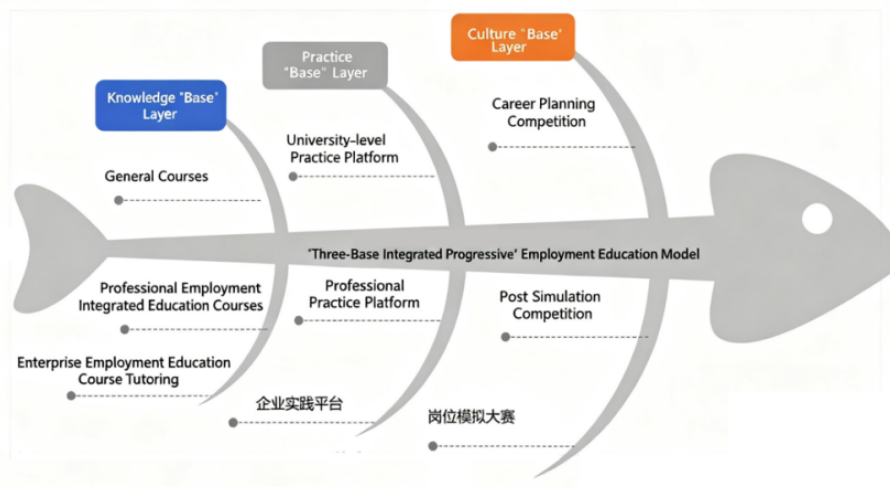 Culture "Base"
Layer
Practice
"Base" Layer
Knowledge "Base"
Layer
Career Planning
Competition
University-level
Practice Platform
General Courses
'Three-Base Integrated Progressive' Employment Education Model
Professional Employment
Integrated Education Courses
Professional
Practice Platform
Post Simulation
Competition
Enterprise Employment Education
Course Tutoring
企业实践平台
岗位模拟大赛